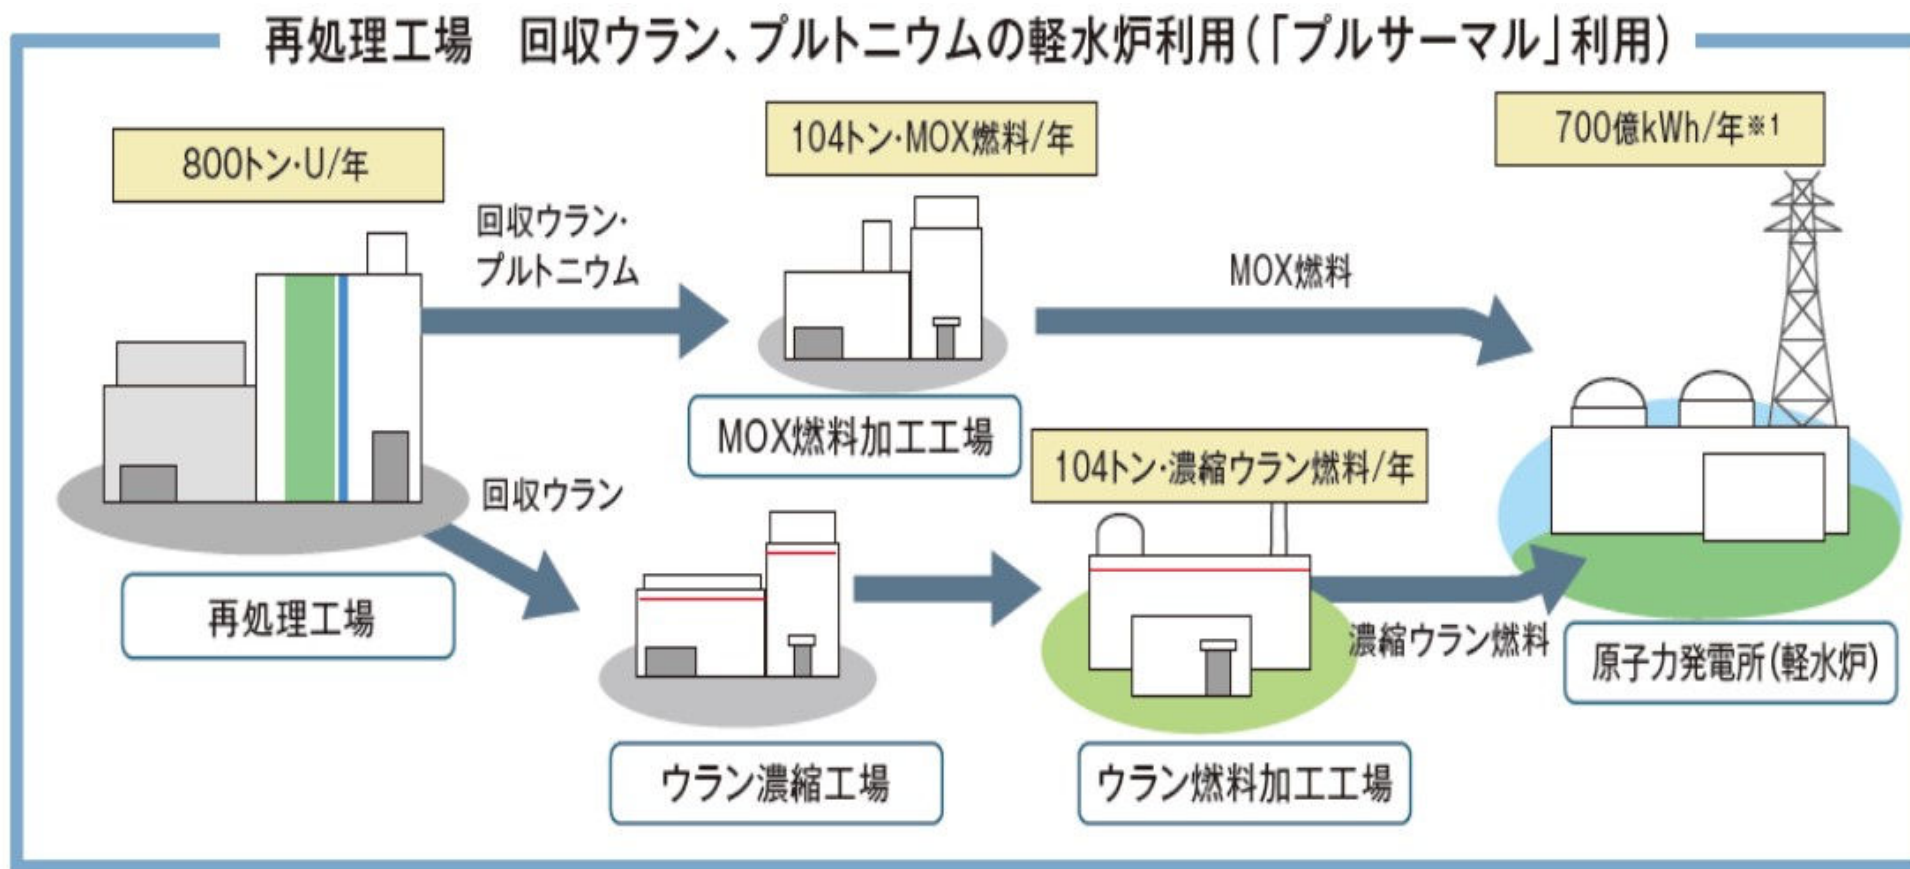 再処理工場　回収ウラン、プルトニウムの軽水炉利用(「プルサーマル」利用)
800トン・U/年
104トン・MOX燃料/年
700億kWh/年※1
回収ウラン・
プルトニウム
MOX燃料
MOX燃料加工工場
104トン・濃縮ウラン燃料/年
回収ウラン
再処理工場
濃縮ウラン燃料
原子力発電所(軽水炉)
ウラン濃縮工場
ウラン燃料加工工場